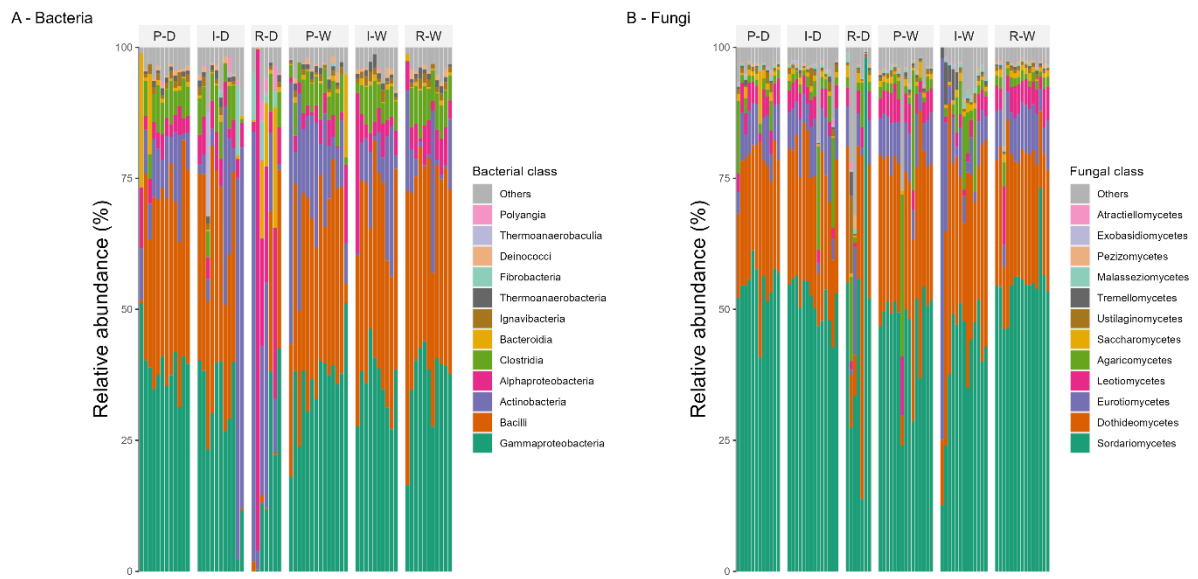 A - Bacteria
P-D I-D R-D P-W I-W R-W
Relative abundance (%)
100
75
50
25
0
Bacterial class
Others
Polyangia
Thermoanaerobaculia
Deinococci
Fibrobacteria
Thermoanaerobacteria
Ignavibacteria
Bacteroidia
Clostridia
Alphaproteobacteria
Actinobacteria
Bacilli
Gammaproteobacteria
B - Fungi
P-D I-D R-D P-W I-W R-W
Relative abundance (%)
100
75
50
25
0
Fungal class
Others
Atractiellomycetes
Exobasidiomycetes
Pezizomycetes
Malasseziomycetes
Tremellomycetes
Ustilaginomycetes
Saccharomycetes
Agaricomycetes
Leotiomycetes
Eurotiomycetes
Dothideomycetes
Sordariomycetes